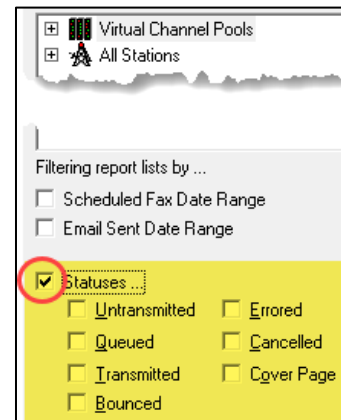 Virtual Channel Pools
All Stations
Filtering report lists by ...
Scheduled Fax Date Range
Email Sent Date Range
Statuses ...
Untransmitted Errored
Queued Cancelled
Transmitted Cover Page
Bounced